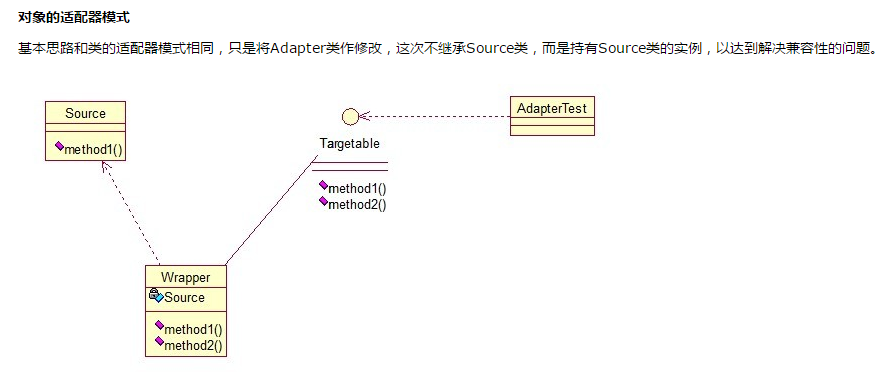 对象的适配器模式
基本思路和类的适配器模式相同，只是将Adapter类作修改，这次不继承Source类，而是持有Source类的实例，以达到解决兼容性的问题。
Source
method1()
Targetable
method1()
method2()
AdapterTest
Wrapper
Source
method1()
method2()